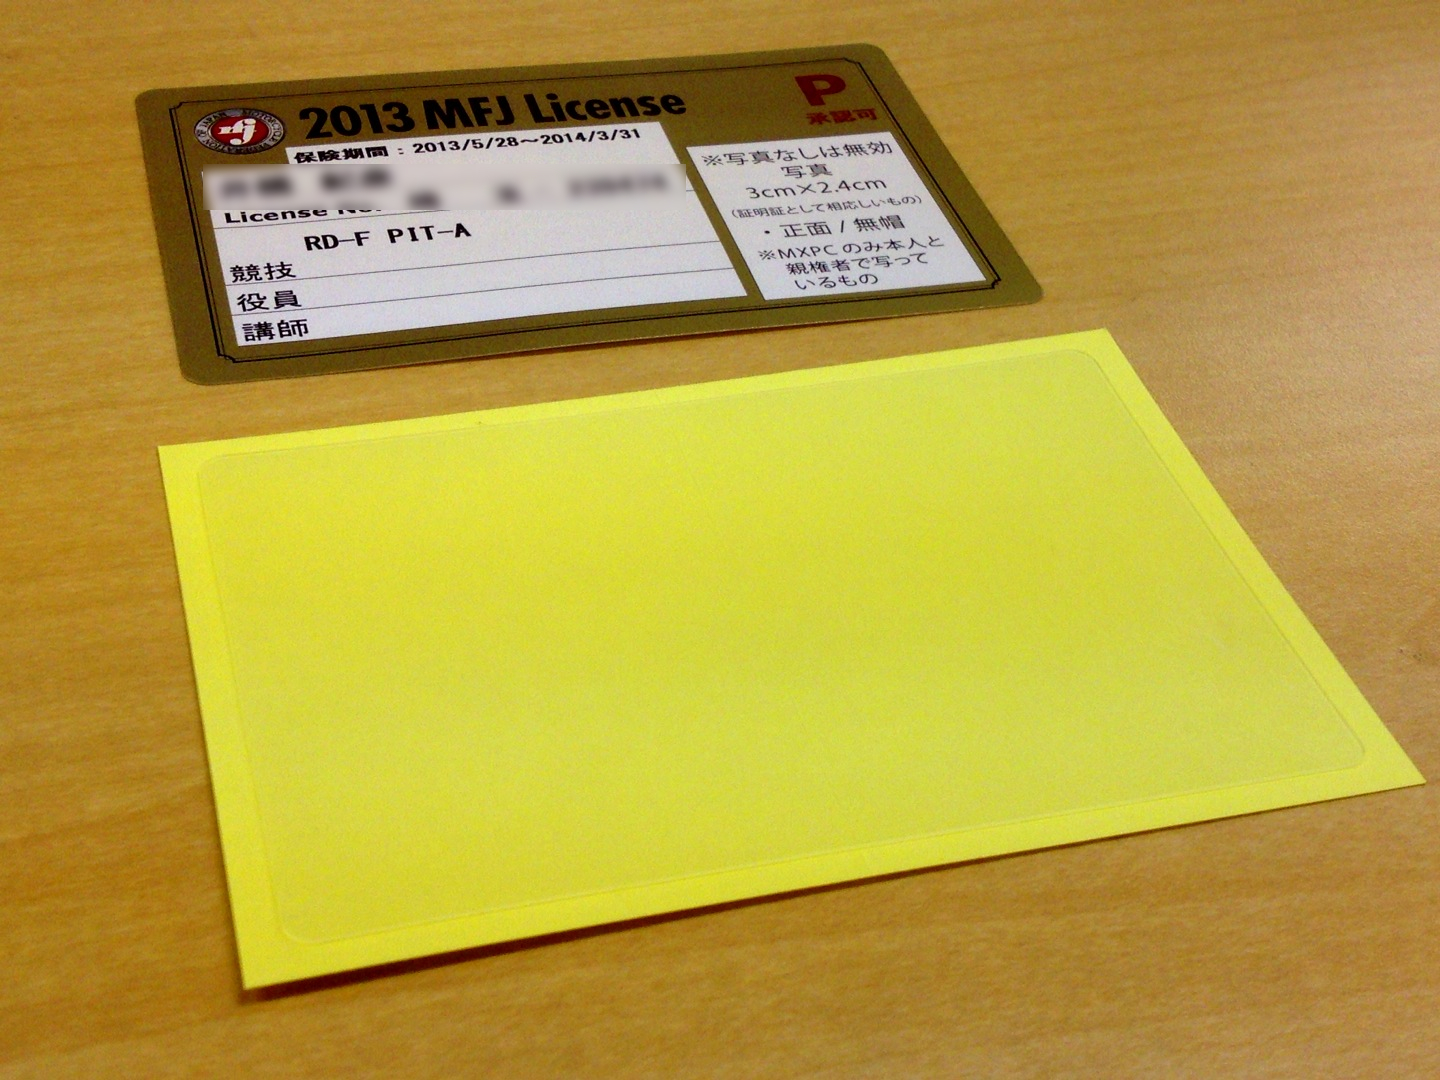 2013 MFJ License
P
承認可
保険期間：2013/5/28～2014/3/31
License No.
RD-F PIT-A
競技
役員
講師
※写真なしは無効
写真
3cm×2.4cm
(証明証として相応しいもの)
・正面 / 無帽
※MXPCのみ本人と
親権者で写って
いるもの